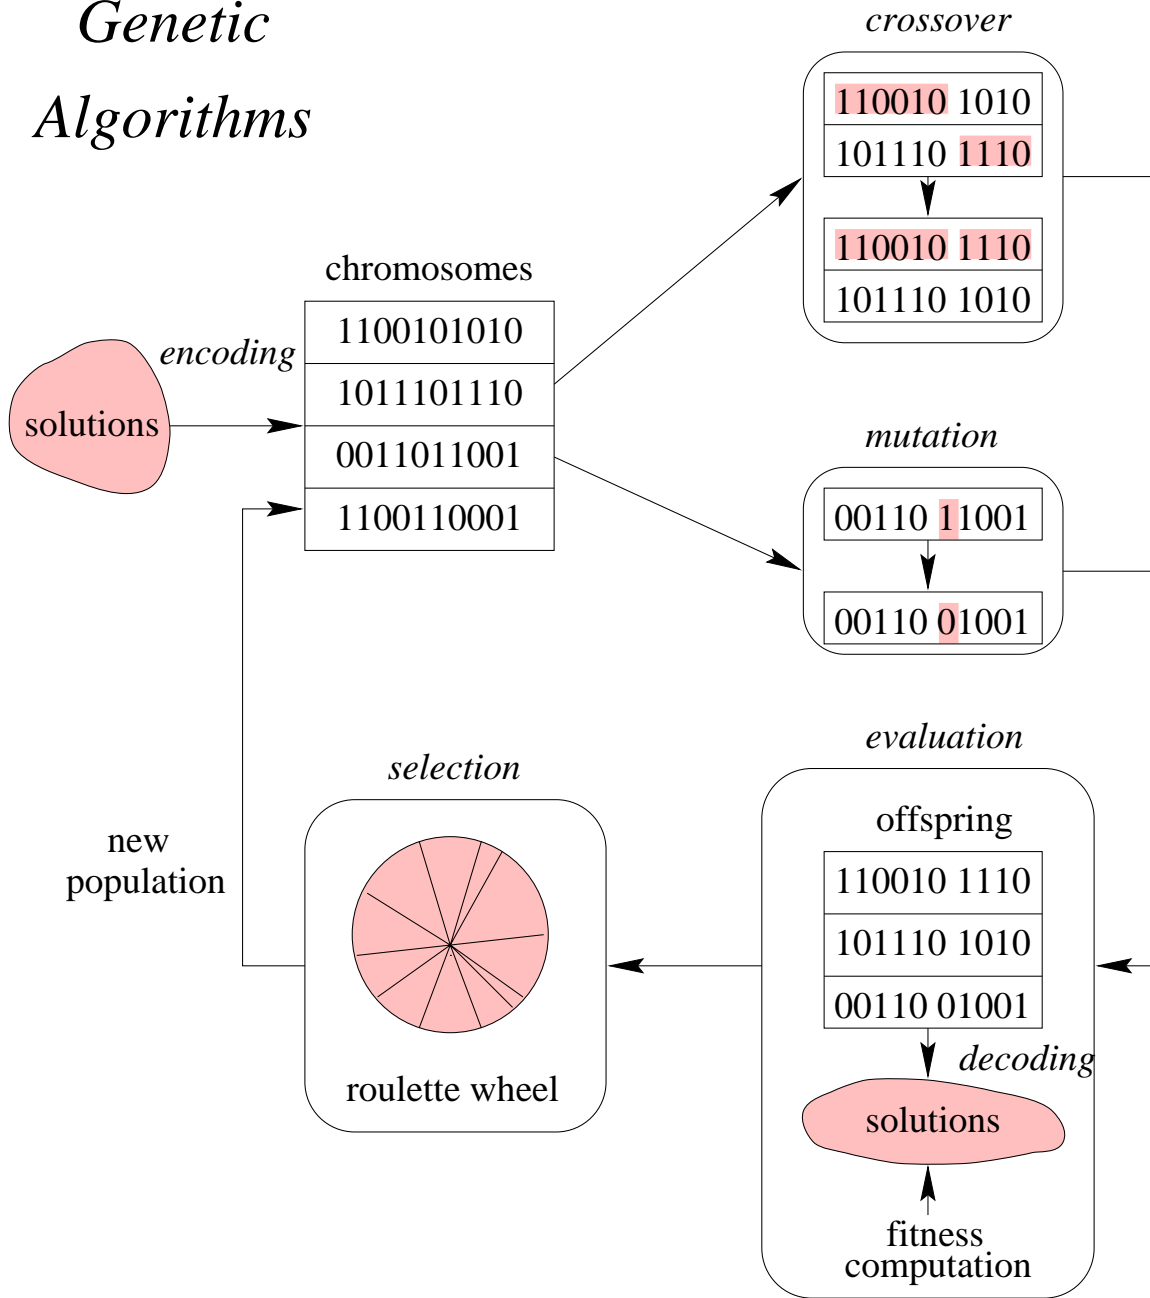 Genetic
Algorithms
crossover
110010 1010
101110 1110
110010 1110
101110 1010
chromosomes
1100101010
1011101110
0011011001
1100110001
encoding
solutions
mutation
00110 11001
00110 01001
evaluation
offspring
110010 1110
101110 1010
00110 01001
decoding
solutions
fitness
computation
selection
roulette wheel
new
population